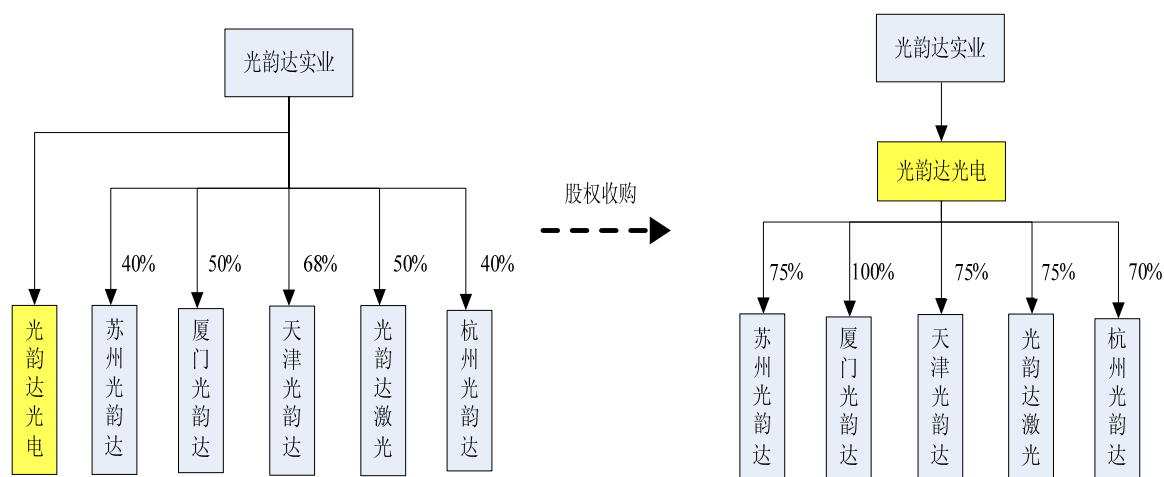 光韵达实业
40%
50%
68%
50%
40%
光韵达光电
苏州光韵达
厦门光韵达
天津光韵达
光韵达激光
杭州光韵达
股权收购
光韵达实业
光韵达光电
75%
100%
75%
75%
70%
苏州光韵达
厦门光韵达
天津光韵达
光韵达激光
杭州光韵达